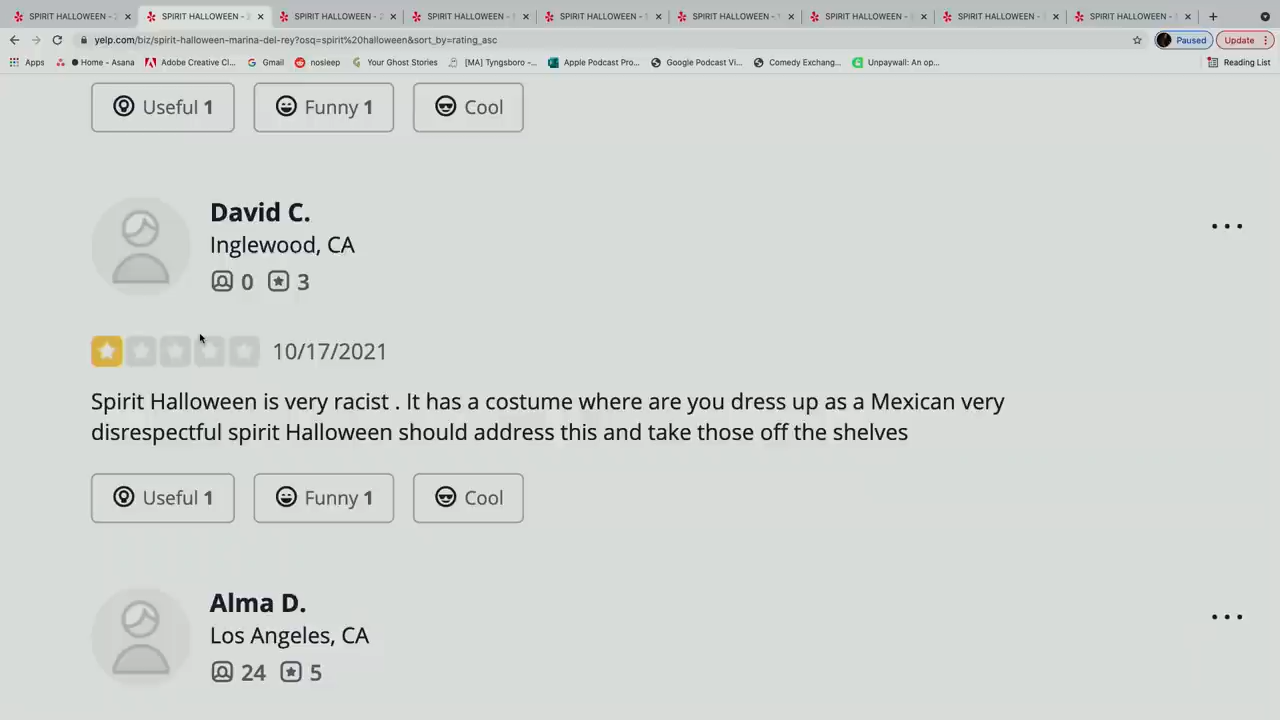 SPIRIT HALLOWEEN - SPIRIT HALLOWEEN - SPIRIT HALLOWEEN - SPIRIT HALLOWEEN - SPIRIT HALLOWEEN - SPIRIT HALLOWEEN - SPIRIT HALLOWEEN - SPIRIT HALLOWEEN - SPIRIT HALLOWEEN -
yelp.com/biz/spirit-halloween-marina-del-rey?osq=spirit%20halloween&sort_by=rating_asc Paused Update
Apps Home - Asana Adobe Creative Cl... Gmail nosleep Your Ghost Stories [MA] Tyngsboro –... Apple Podcast Pro... Google Podcast Vi... Comedy Exchang... Unpaywall: An op... Reading List
Useful 1 Funny 1 Cool
David C.
Inglewood, CA
0 3
10/17/2021
Spirit Halloween is very racist . It has a costume where are you dress up as a Mexican very
disrespectful spirit Halloween should address this and take those off the shelves
Useful 1 Funny 1 Cool
Alma D.
Los Angeles, CA
24 5